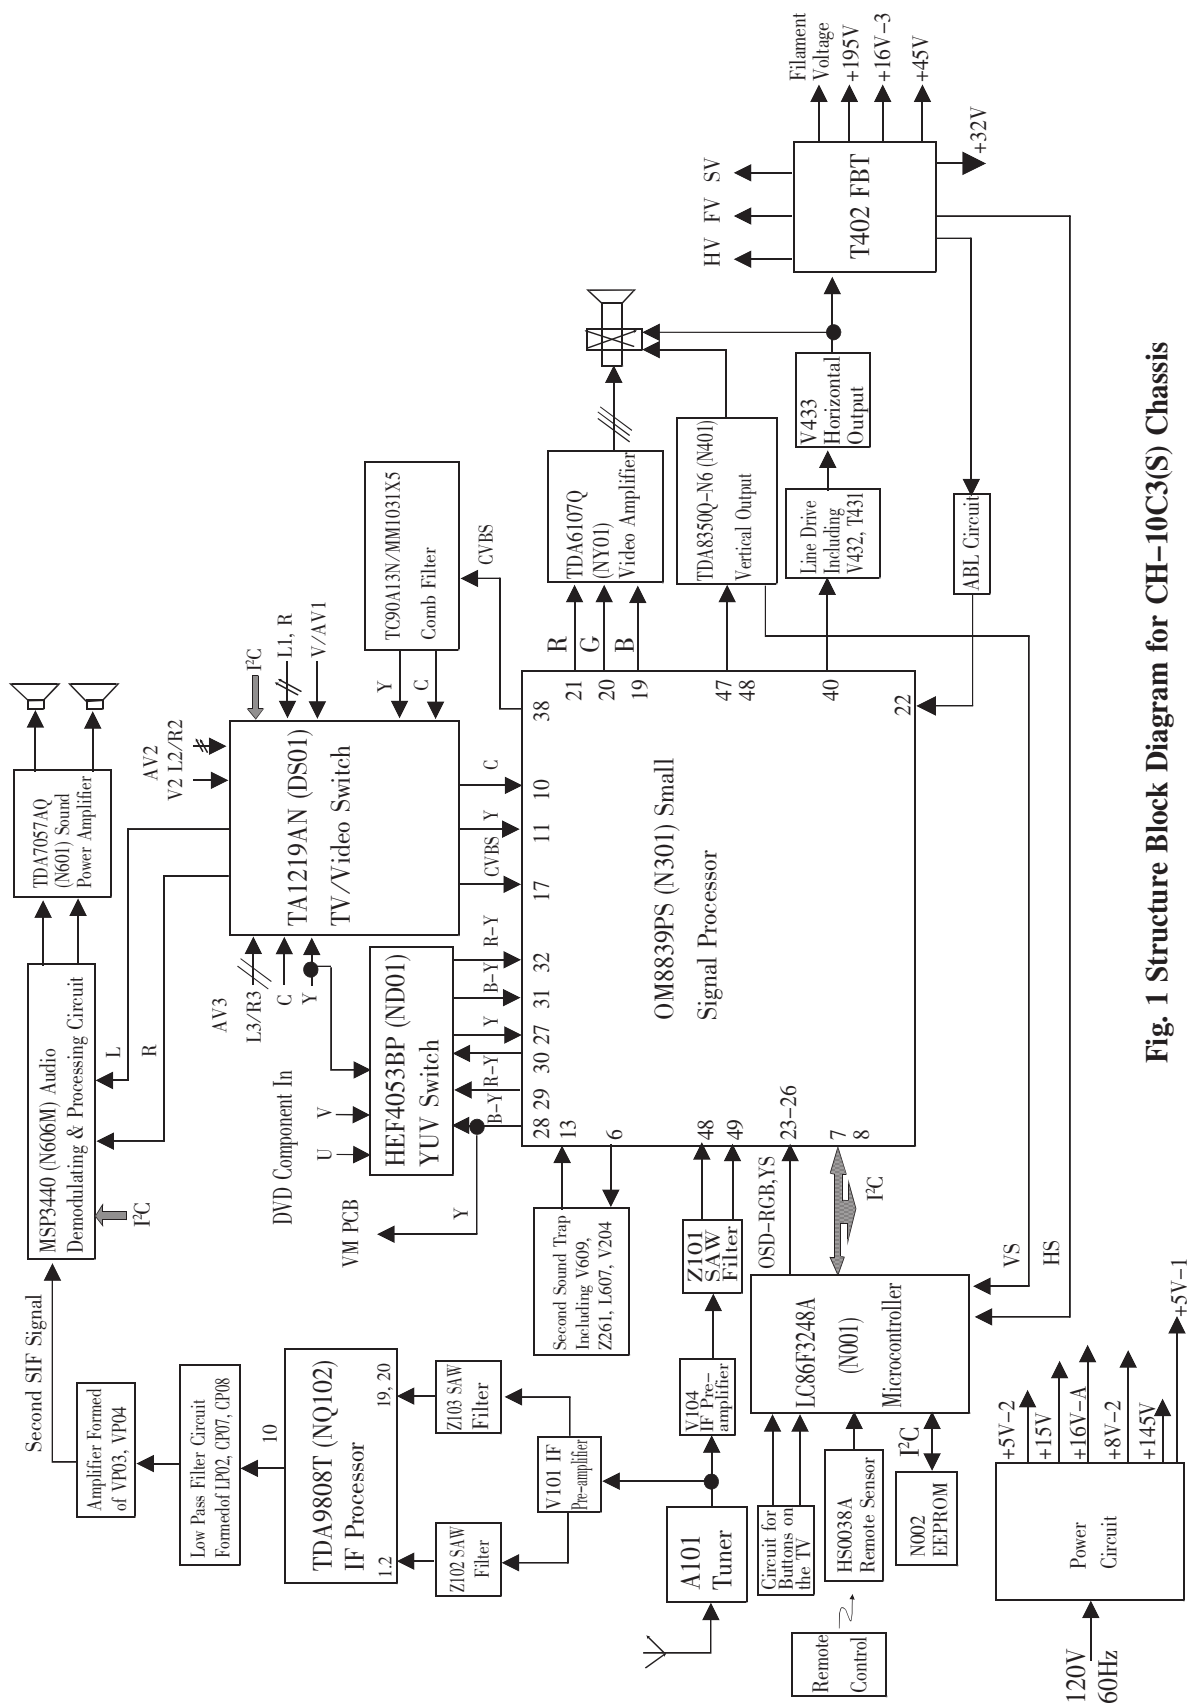 Second SIF Signal
Amplifier Formed
of VP03, VP04
Low Pass Filter Circuit
Formedof LP02, CP07, CP08
10
TDA9808T (NQ102)
IF Processor
1.2
19, 20
Z102 SAW
Filter
Z103 SAW
Filter
V101 IF
Pre-amplifier
A101
Tuner
V104
IF Pre-
amplifier
Z101
SAW
Filter
MSP3440 (N606M) Audio
Demodulating & Processing Circuit
I²C
L
R
TDA7057AQ
(N601) Sound
Power Amplifier
AV2
V2 L2/R2
I²C
L1, R
V/AV1
TA1219AN (DS01)
TV/Video Switch
AV3
L3/R3
C
Y
Y
C
TC90A13N/MM1031X5
Comb Filter
CVBS
DVD Component In
U
V
HEF4053BP (ND01)
YUV Switch
VM PCB
Y
B-Y
R-Y
Y
B-Y
R-Y
CVBS
Y
C
28
29
30
27
31
32
17
11
10
38
13
6
48
49
23-26
7
8
OM8839PS (N301) Small
Signal Processor
21
20
19
47
48
40
22
R
G
B
Second Sound Trap
Including V609,
Z261, L607, V204
TDA6107Q
(NY01)
Video Amplifier
TDA8350Q-N6 (N401)
Vertical Output
Line Drive
Including
V432, T431
V433
Horizontal
Output
ABL Circuit
T402 FBT
HV
FV
SV
Filament
Voltage
+195V
+16V-3
+45V
+32V
OSD-RGB,YS
I²C
LC86F3248A
(N001)
Microcontroller
VS
HS
Circuit for
Buttons on
the TV
HS0038A
Remote Sensor
Remote
Control
N002
EEPROM
I²C
120V
60Hz
Power
Circuit
+5V-2
+15V
+16V-A
+8V-2
+145V
+5V-1
Fig. 1 Structure Block Diagram for CH-10C3(S) Chassis